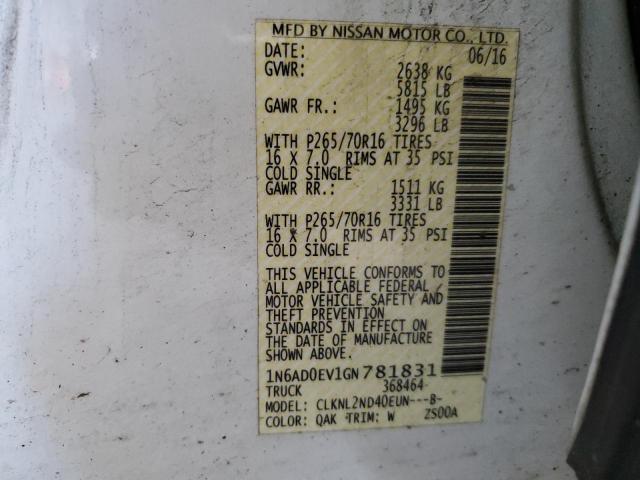 MFD BY NISSAN MOTOR CO., LTD.
DATE: 06/16
GVWR: 2638 KG
5815 LB
GAWR FR.: 1495 KG
3296 LB
WITH P265/70R16 TIRES
16 X 7.0 RIMS AT 35 PSI
COLD SINGLE
GAWR RR.: 1511 KG
3331 LB
WITH P265/70R16 TIRES
16 X 7.0 RIMS AT 35 PSI
COLD SINGLE
THIS VEHICLE CONFORMS TO
ALL APPLICABLE FEDERAL
MOTOR VEHICLE SAFETY AND
THEFT PREVENTION
STANDARDS IN EFFECT ON
THE DATE OF MANUFACTURE
SHOWN ABOVE.
1N6AD0EV1GN781831
TRUCK 368464
MODEL: CLKNL2ND40EUN---8-
COLOR: QAK TRIM: W ZS00A